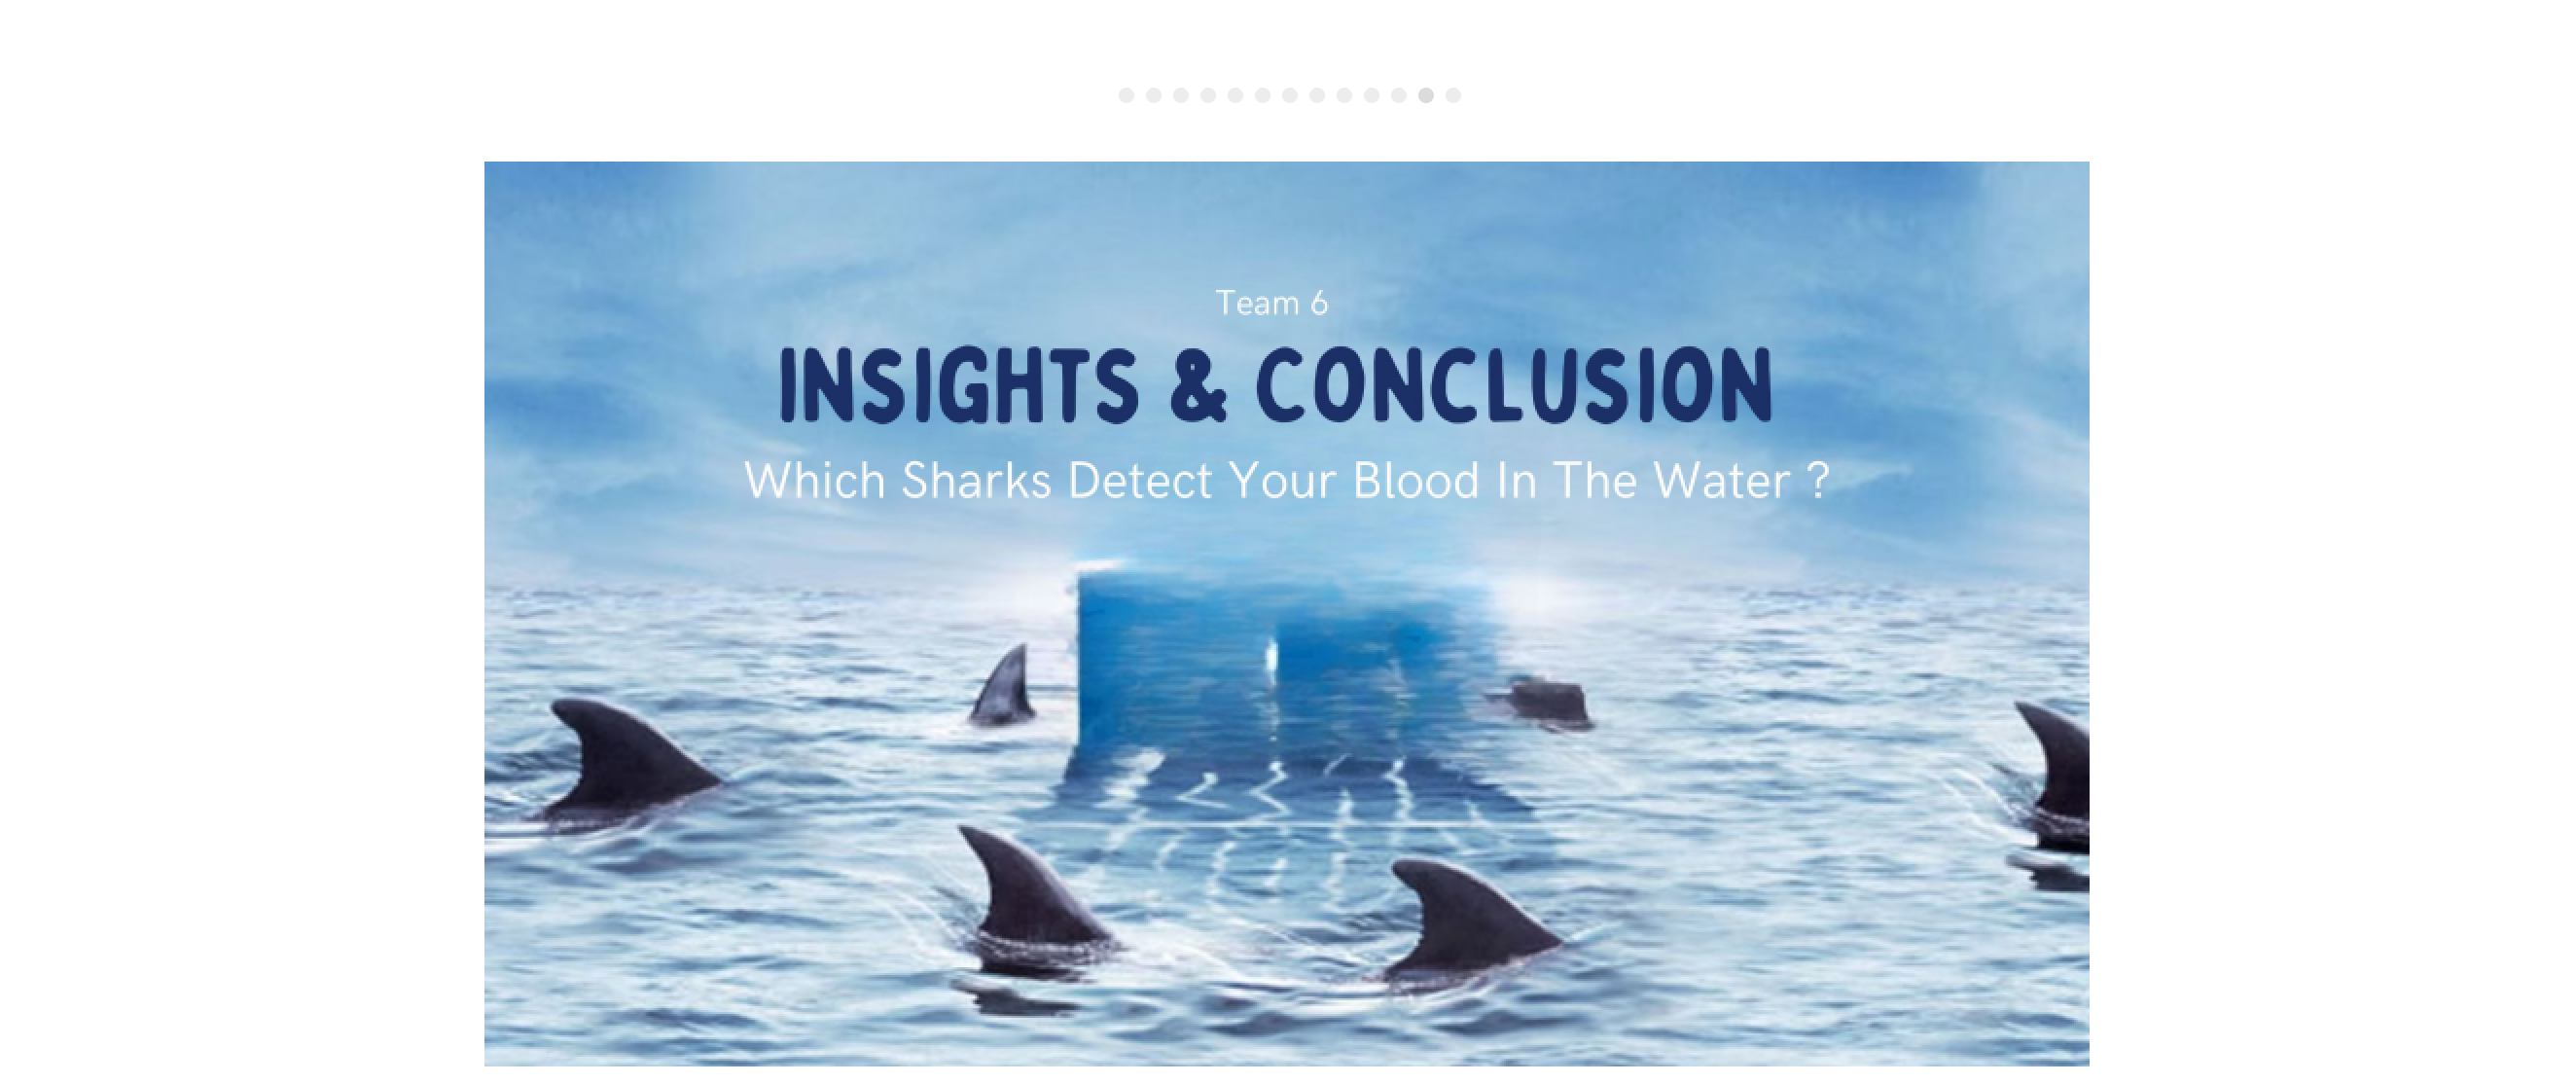 Team 6
INSIGHTS & CONCLUSION
Which Sharks Detect Your Blood In The Water ?